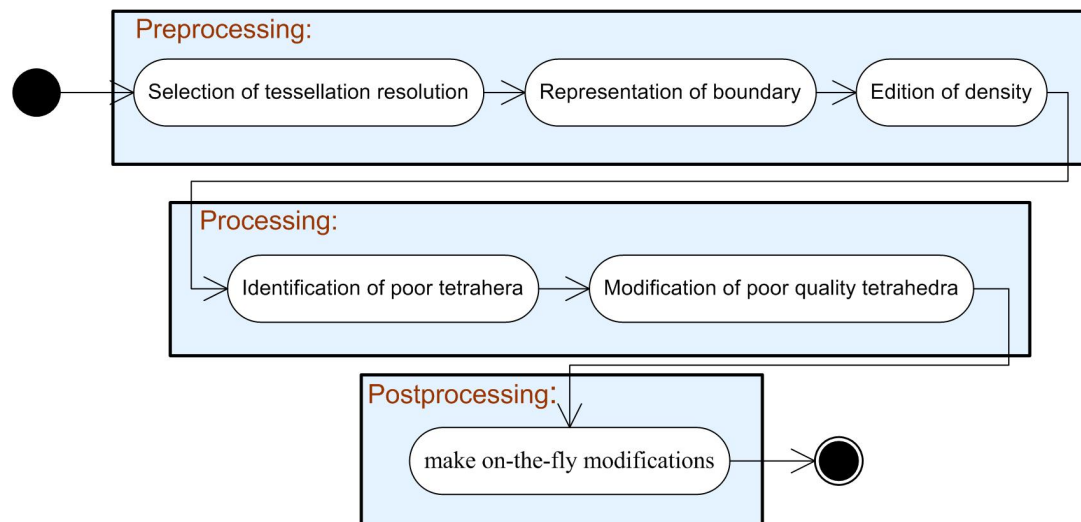 Preprocessing:
Selection of tessellation resolution
Representation of boundary
Edition of density
Processing:
Identification of poor tetrahera
Modification of poor quality tetrahedra
Postprocessing:
make on-the-fly modifications